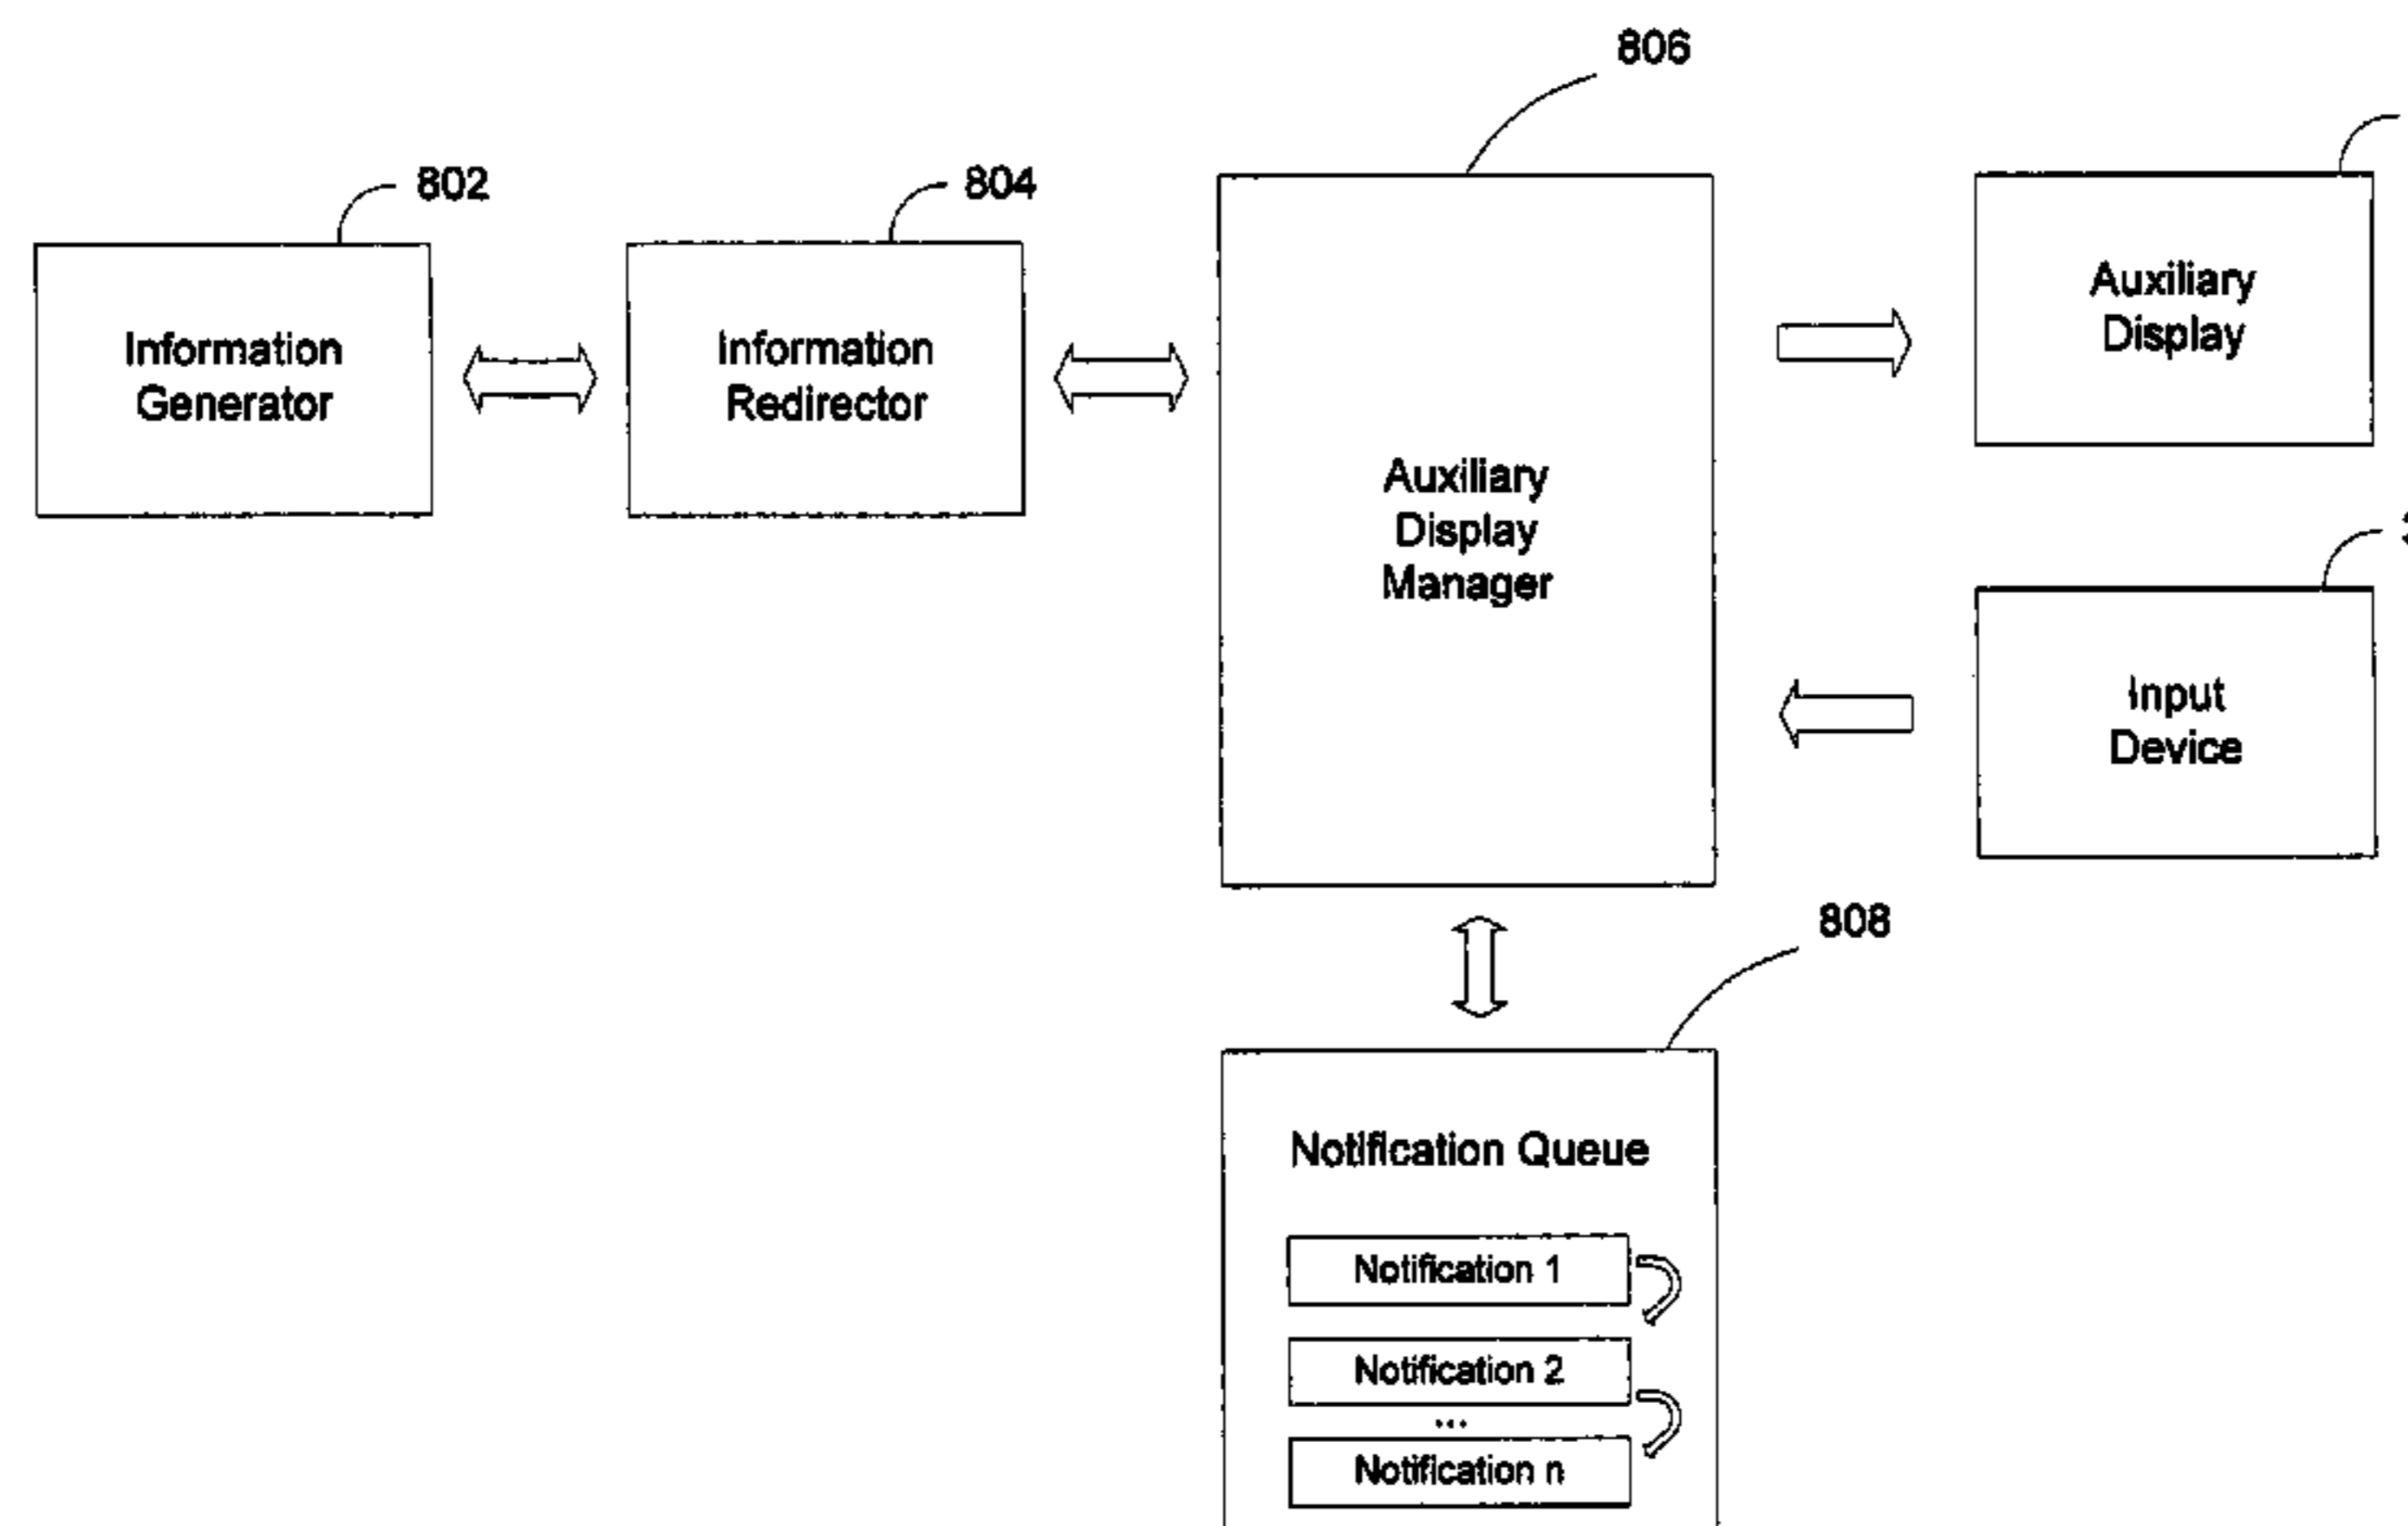 806
802
804
Information
Generator
Information
Redirector
Auxiliary
Display
Manager
Auxiliary
Display
Input
Device
808
Notification Queue
Notification 1
Notification 2
...
Notification n